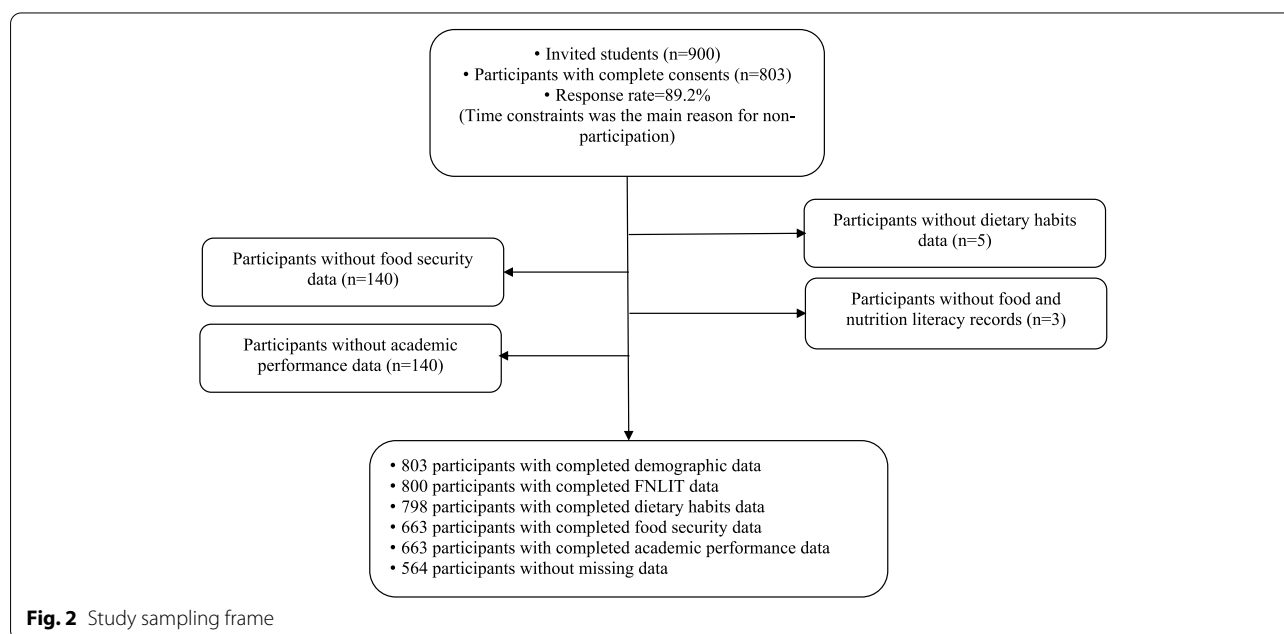 • Invited students (n=900)
• Participants with complete consents (n=803)
• Response rate=89.2%
(Time constraints was the main reason for non-
participation)
Participants without dietary habits
data (n=5)
Participants without food security
data (n=140)
Participants without food and
nutrition literacy records (n=3)
Participants without academic
performance data (n=140)
• 803 participants with completed demographic data
• 800 participants with completed FNLIT data
• 798 participants with completed dietary habits data
• 663 participants with completed food security data
• 663 participants with completed academic performance data
• 564 participants without missing data
Fig. 2 Study sampling frame